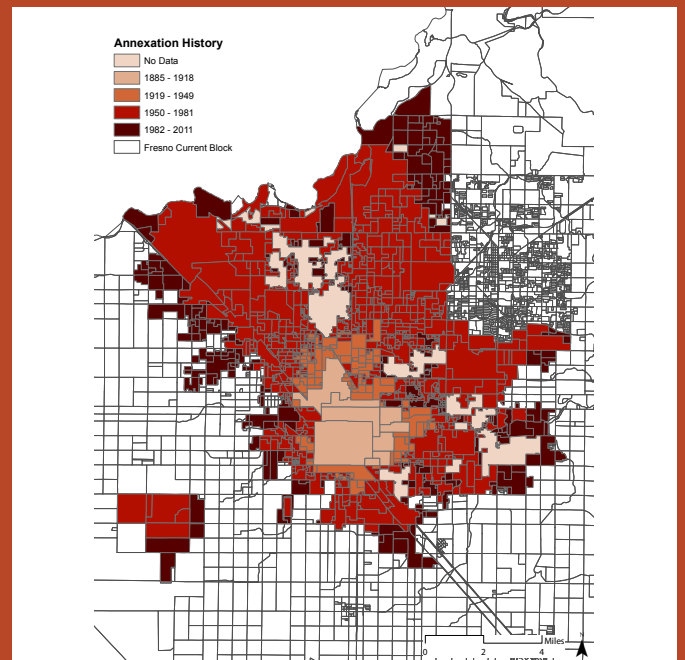 Annexation History
No Data
1885 - 1918
1919 - 1949
1950 - 1981
1982 - 2011
Fresno Current Block
N
Miles
0 2 4